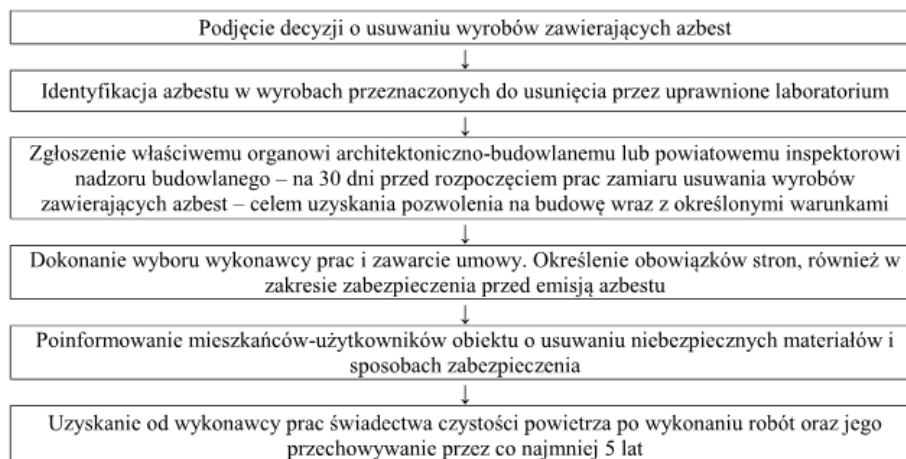 Podjęcie decyzji o usuwaniu wyrobów zawierających azbest
↓
Identyfikacja azbestu w wyrobach przeznaczonych do usunięcia przez uprawnione laboratorium
↓
Zgłoszenie właściwemu organowi architektoniczno-budowlanemu lub powiatowemu inspektorowi
nadzoru budowlanego – na 30 dni przed rozpoczęciem prac zamiaru usuwania wyrobów
zawierających azbest – celem uzyskania pozwolenia na budowę wraz z określonymi warunkami
↓
Dokonanie wyboru wykonawcy prac i zawarcie umowy. Określenie obowiązków stron, również w
zakresie zabezpieczenia przed emisją azbestu
↓
Poinformowanie mieszkańców-użytkowników obiektu o usuwaniu niebezpiecznych materiałów i
sposobach zabezpieczenia
↓
Uzyskanie od wykonawcy prac świadectwa czystości powietrza po wykonaniu robót oraz jego
przechowywanie przez co najmniej 5 lat